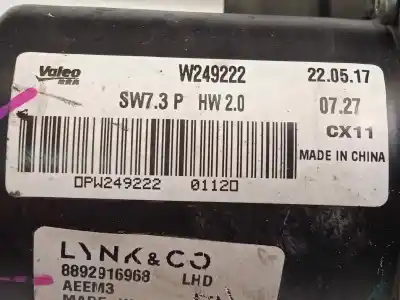 Valeo W249222 22.05.17
SW7.3 P HW 2.0 07.27
CX11
MADE IN CHINA
0PW249222 01120
LYNK & CO
8892916968 LHD
AEEM3
MADE